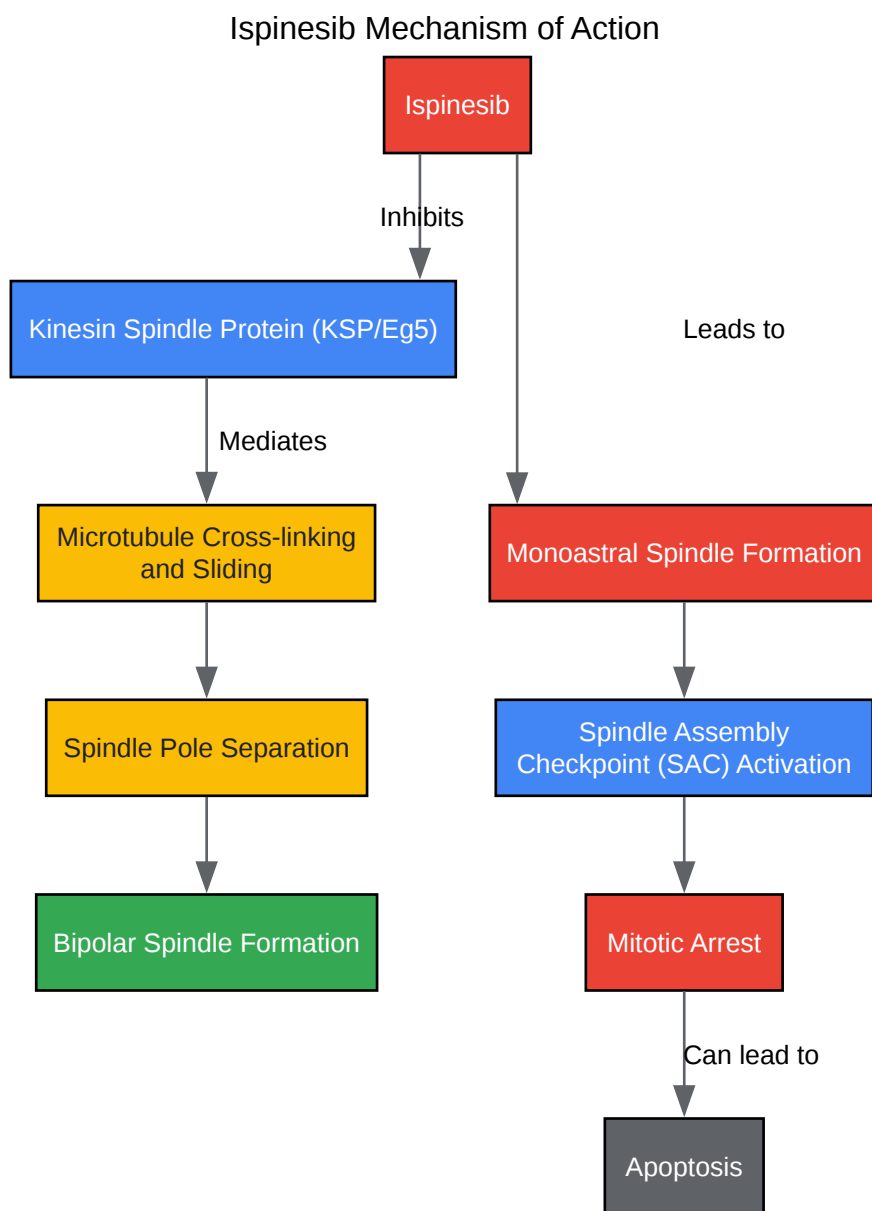 Ispinesib Mechanism of Action
Ispinesib
Inhibits
Kinesin Spindle Protein (KSP/Eg5)
Leads to
Mediates
Microtubule Cross-linking
and Sliding
Monoastral Spindle Formation
Spindle Pole Separation
Spindle Assembly
Checkpoint (SAC) Activation
Bipolar Spindle Formation
Mitotic Arrest
Can lead to
Apoptosis